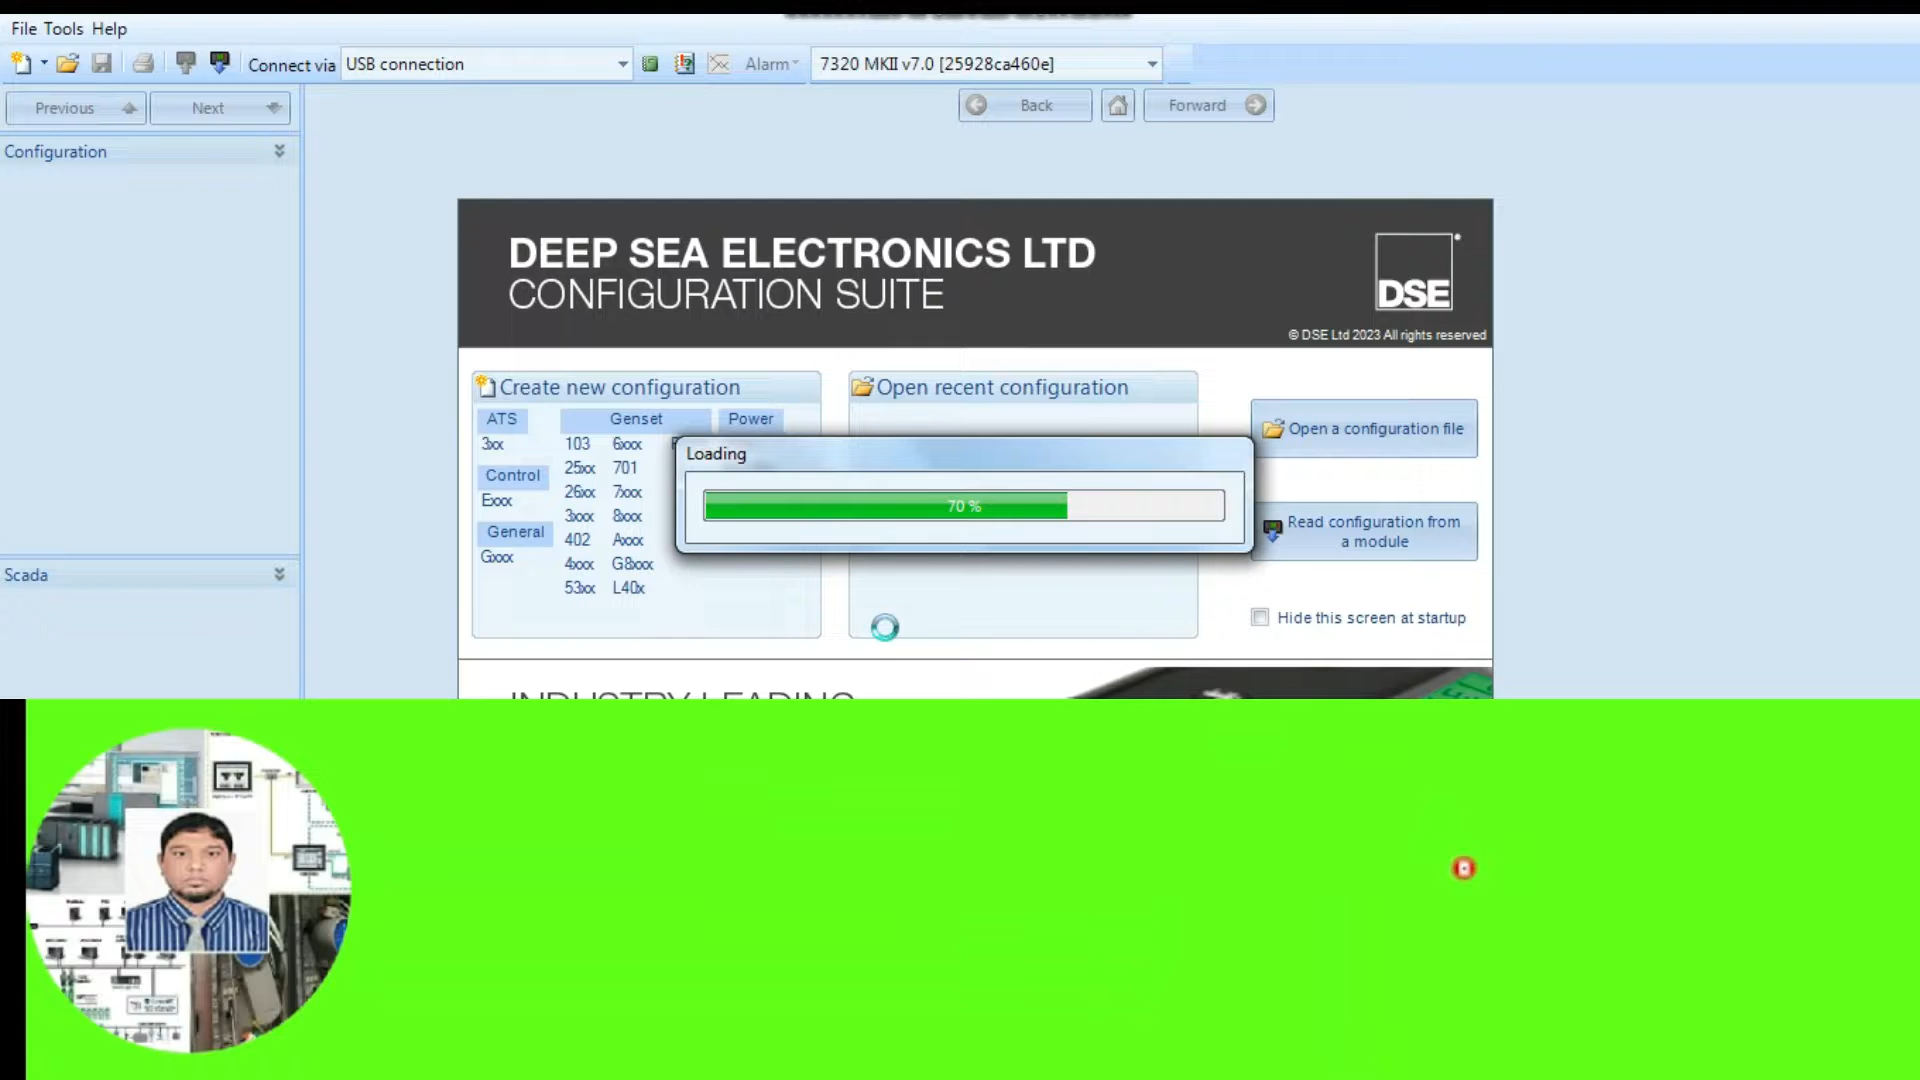 File Tools Help
Connect via USB connection Alarm 7320 MKII v7.0 [25928ca460e]
Previous Next Back Forward
Configuration
DEEP SEA ELECTRONICS LTD
CONFIGURATION SUITE
DSE
© DSE Ltd 2023 All rights reserved
Create new configuration
ATS Genset Power
3xx 103 6xxx
25xx 701
Control
26xx 7xxx
Exxx
3xxx 8xxx
General
402 Axxx
Gxxx
4xxx G8xxx
53xx L40x
Open recent configuration
Loading
70 %
Open a configuration file
Read configuration from
a module
Hide this screen at startup
Scada
INDUSTRY LEADING